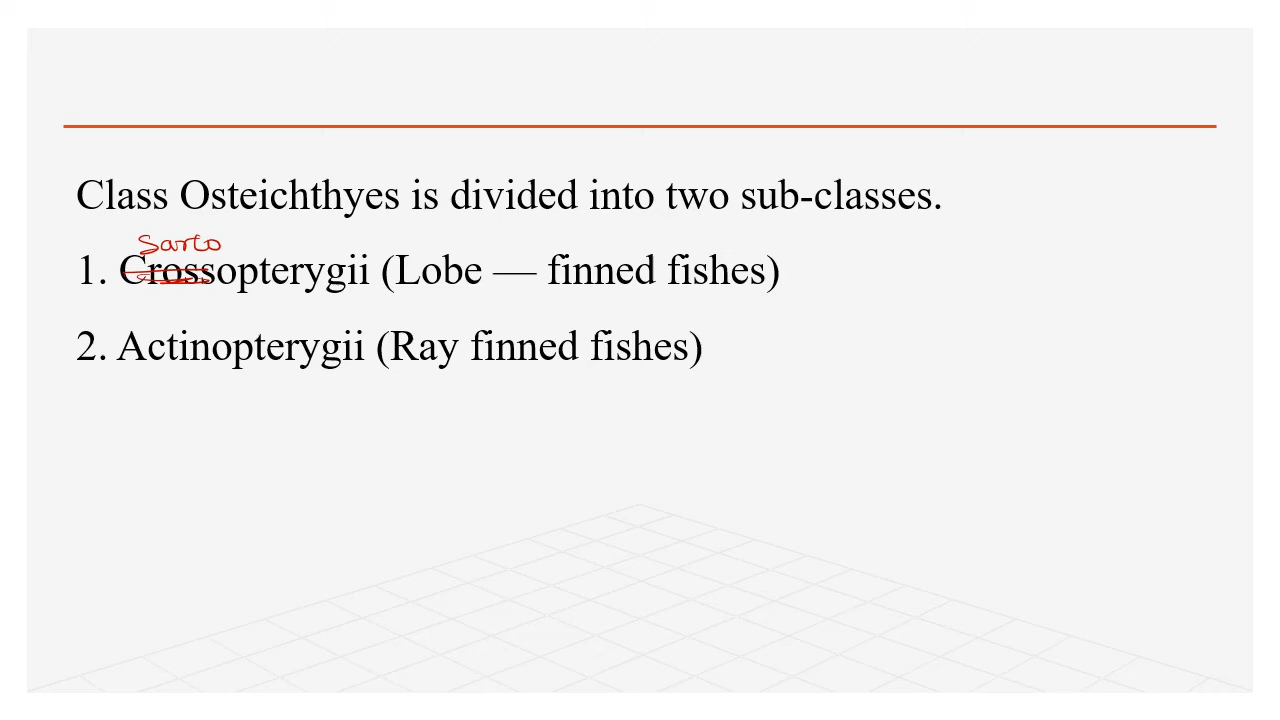 Class Osteichthyes is divided into two sub-classes.
Sarco
1. Crossopterygii (Lobe — finned fishes)
2. Actinopterygii (Ray finned fishes)